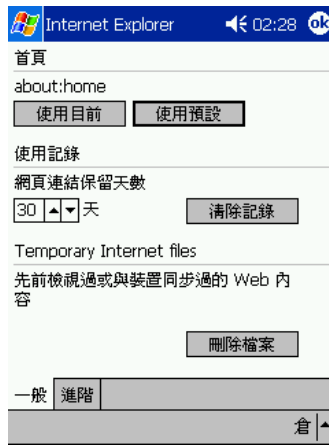 Internet Explorer 02:28 ok
首頁
about:home
使用目前 使用預設
使用記錄
網頁連結保留天數
30 天 清除記錄
Temporary Internet files
先前檢視過或與裝置同步過的 Web 內
容
刪除檔案
一般 進階
倉